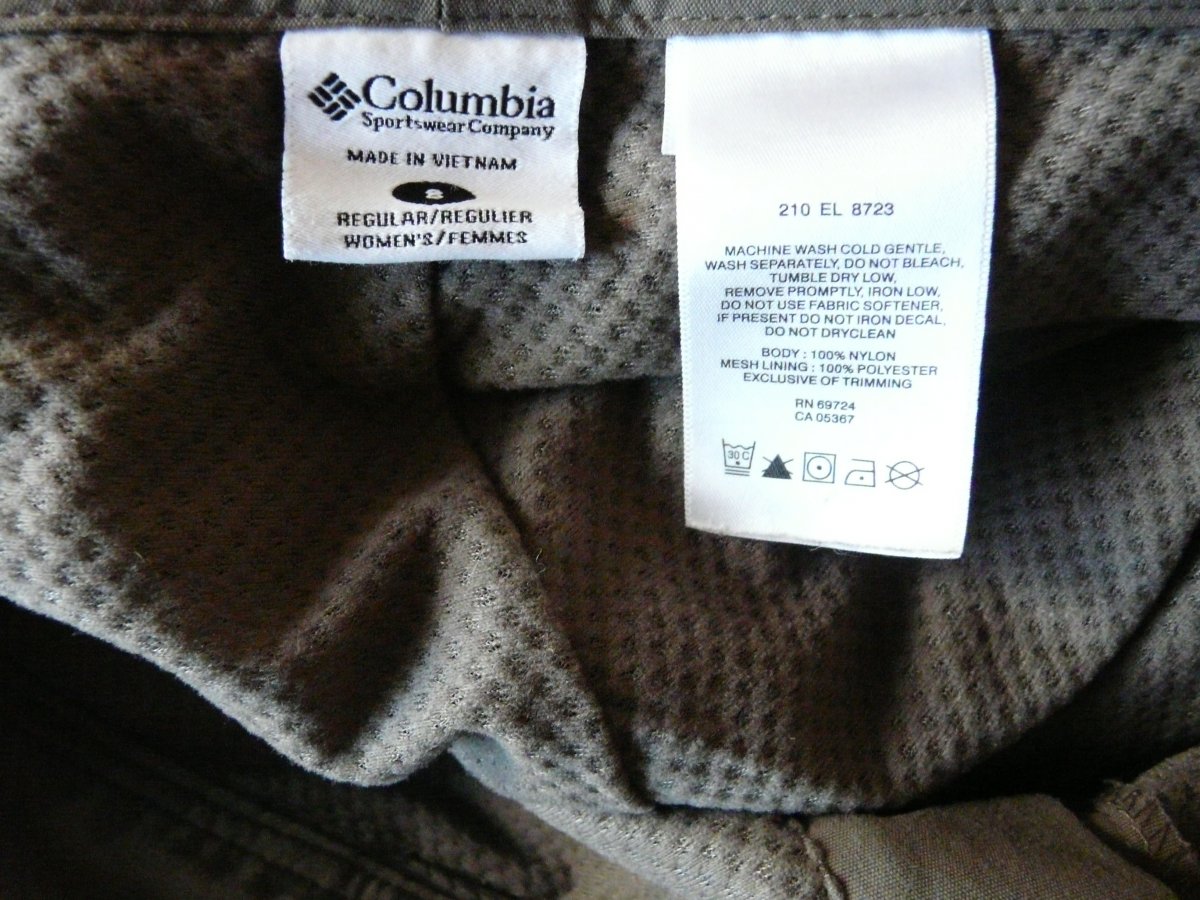 Columbia
Sportswear Company
MADE IN VIETNAM
8
REGULAR/REGULIER
WOMEN'S/FEMMES
210 EL 8723
MACHINE WASH COLD GENTLE,
WASH SEPARATELY, DO NOT BLEACH,
TUMBLE DRY LOW,
REMOVE PROMPTLY, IRON LOW,
DO NOT USE FABRIC SOFTENER,
IF PRESENT DO NOT IRON DECAL,
DO NOT DRYCLEAN
BODY : 100% NYLON
MESH LINING : 100% POLYESTER
EXCLUSIVE OF TRIMMING
RN 69724
CA 05367
30 C